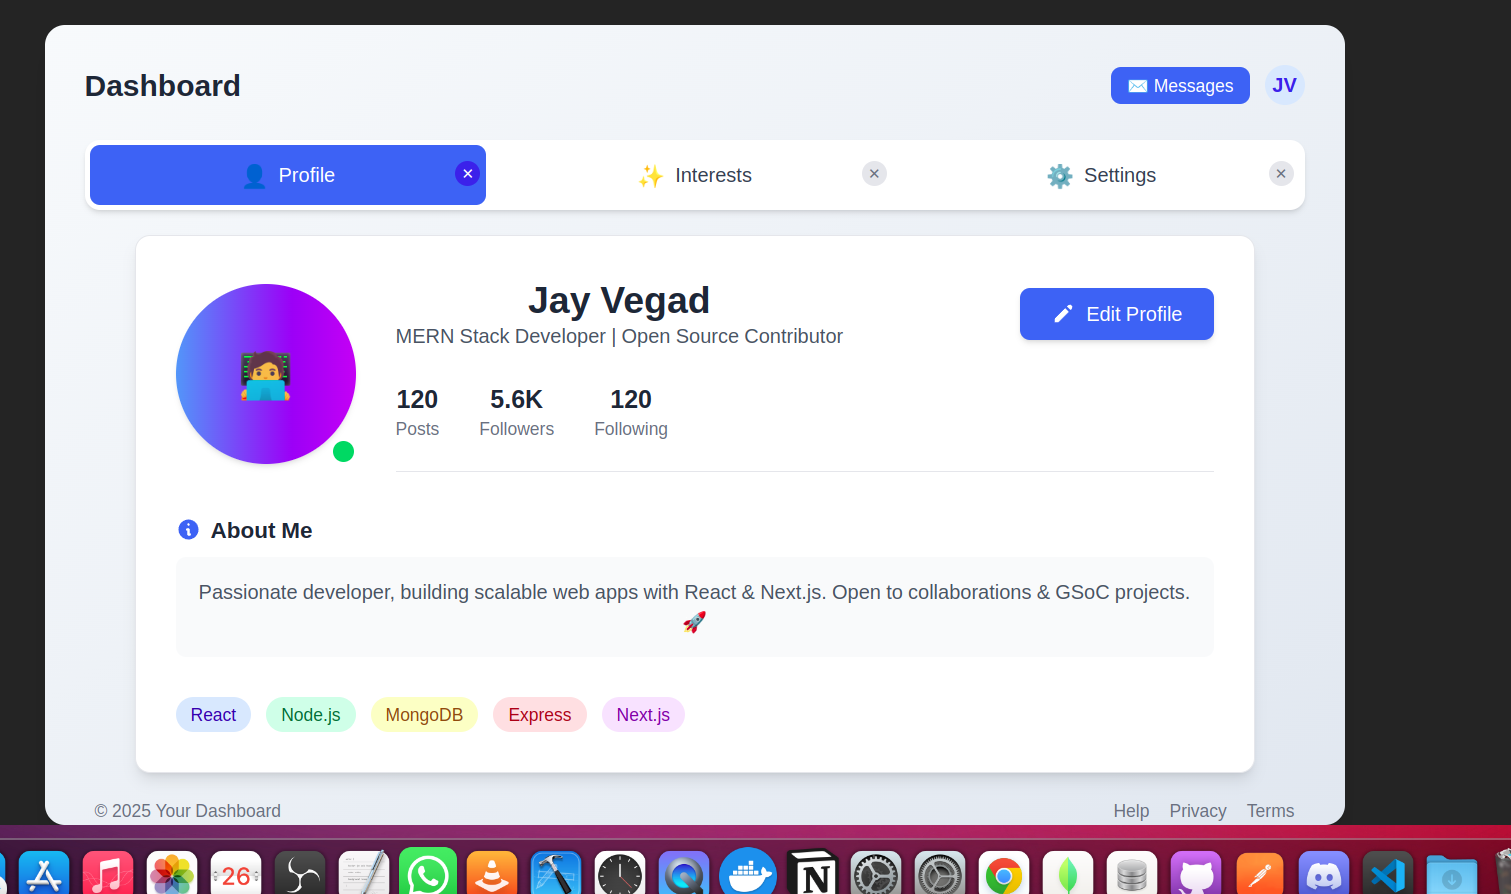 Dashboard
✉️ Messages
JV
👤 Profile ✕
✨ Interests ✕
⚙️ Settings ✕
Jay Vegad
MERN Stack Developer | Open Source Contributor
Edit Profile
120 5.6K 120
Posts Followers Following
About Me
Passionate developer, building scalable web apps with React & Next.js. Open to collaborations & GSoC projects.
🚀
React Node.js MongoDB Express Next.js
© 2025 Your Dashboard
Help Privacy Terms
26
N